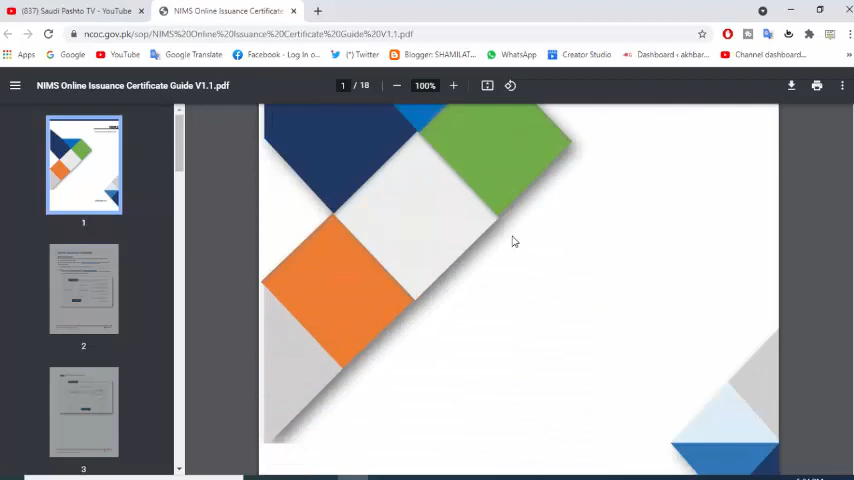 (837) Saudi Pashto TV - YouTube
NIMS Online Issuance Certificate
ncoc.gov.pk/sop/NIMS%20Online%20Issuance%20Certificate%20Guide%20V1.1.pdf
Apps
Google
YouTube
Google Translate
Facebook - Log In o...
(*) Twitter
Blogger: SHAMILAT...
WhatsApp
Creator Studio
Dashboard ‹ akhbar...
Channel dashboard...
NIMS Online Issuance Certificate Guide V1.1.pdf
1 / 18
100%
1
2
3